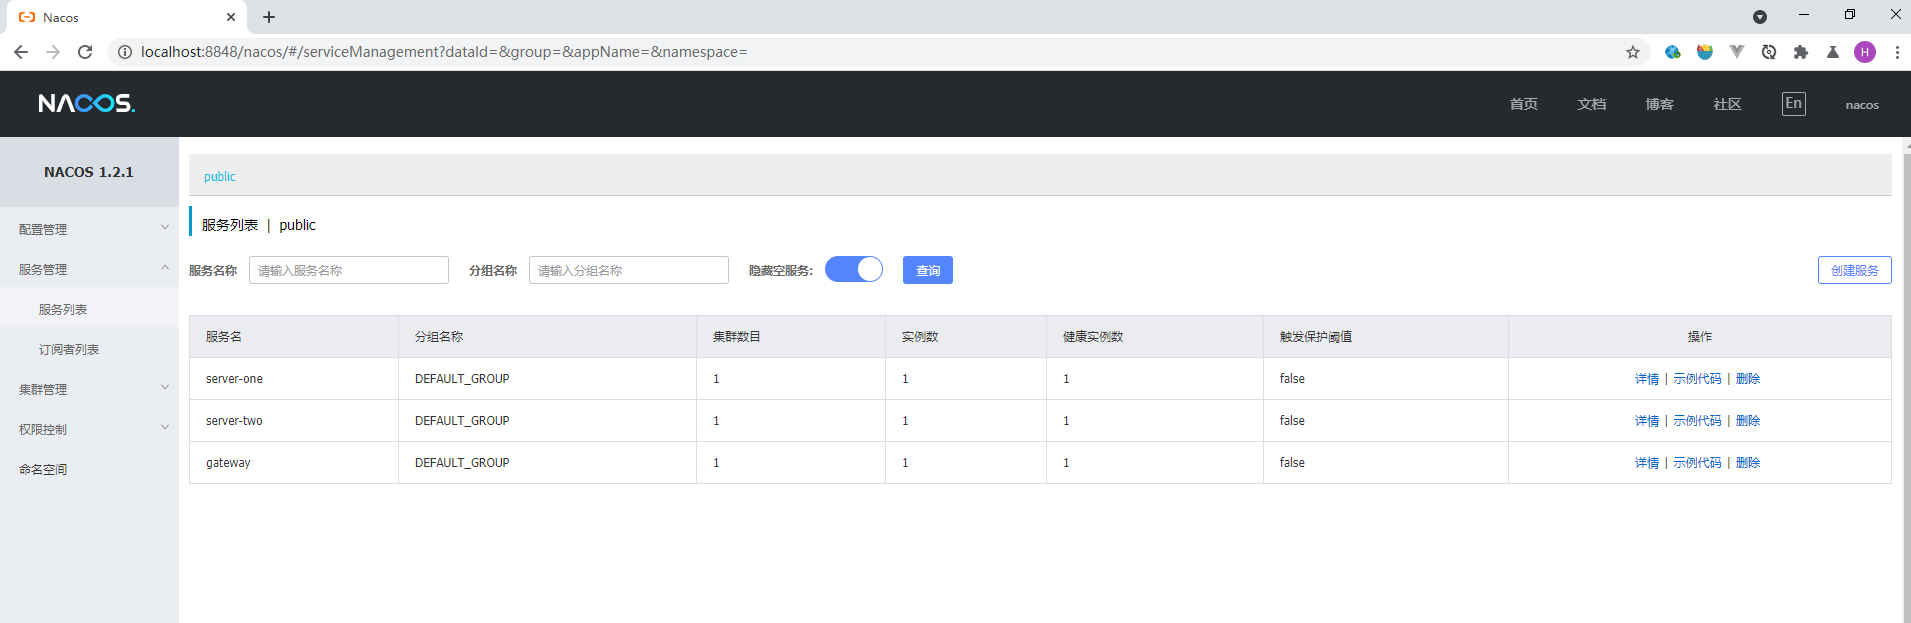 Nacos
localhost:8848/nacos/#/serviceManagement?dataId=&group=&appName=&namespace=
H
NACOS.
首页 文档 博客 社区 En nacos
NACOS 1.2.1
配置管理
服务管理
服务列表
订阅者列表
集群管理
权限控制
命名空间
public
服务列表 | public
服务名称 请输入服务名称 分组名称 请输入分组名称 隐藏空服务: 查询 创建服务
服务名 分组名称 集群数目 实例数 健康实例数 触发保护阈值 操作
server-one DEFAULT_GROUP 1 1 1 false 详情 | 示例代码 | 删除
server-two DEFAULT_GROUP 1 1 1 false 详情 | 示例代码 | 删除
gateway DEFAULT_GROUP 1 1 1 false 详情 | 示例代码 | 删除